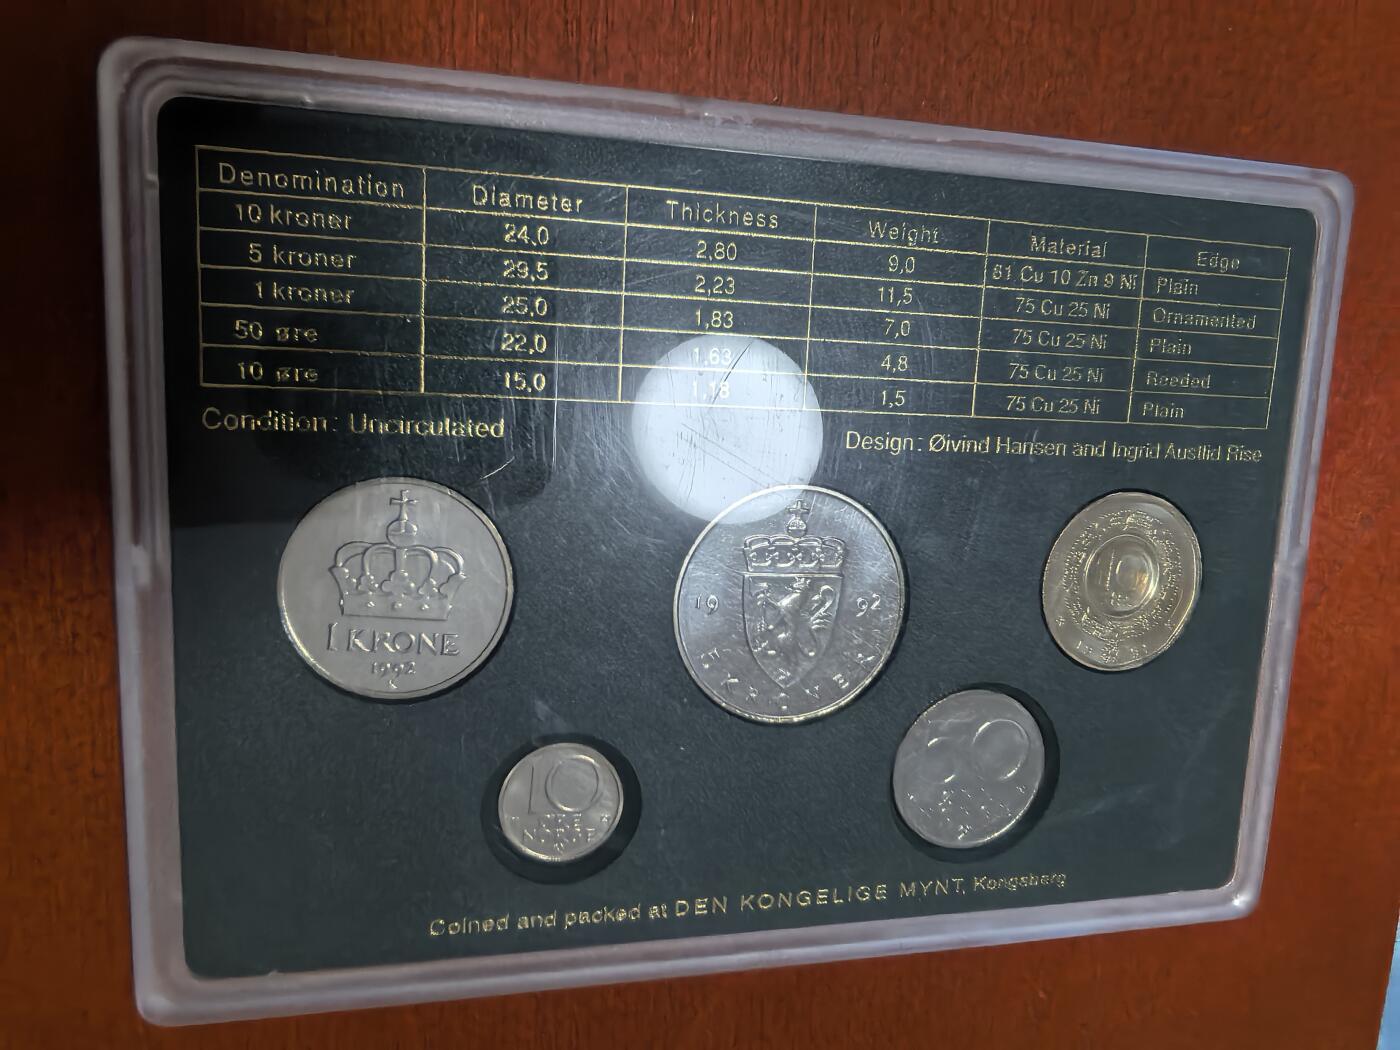 Denomination Diameter Thickness Weight Material Edge
10 kroner 24,0 2,80 9,0 81 Cu 10 Zn 9 Ni Plain
5 kroner 29,5 2,23 11,5 75 Cu 25 Ni Ornamented
1 kroner 25,0 1,83 7,0 75 Cu 25 Ni Plain
50 øre 22,0 1.63 4,8 75 Cu 25 Ni Reeded
10 øre 15,0 1,18 1,5 75 Cu 25 Ni Plain
Condition: Uncirculated
Design: Øivind Hansen and Ingrid Austlid Rise
1 KRONE
1992
K
19 92
5 KRONER
10
10
ØRE
NORGE
50
Coined and packed at DEN KONGELIGE MYNT, Kongsberg